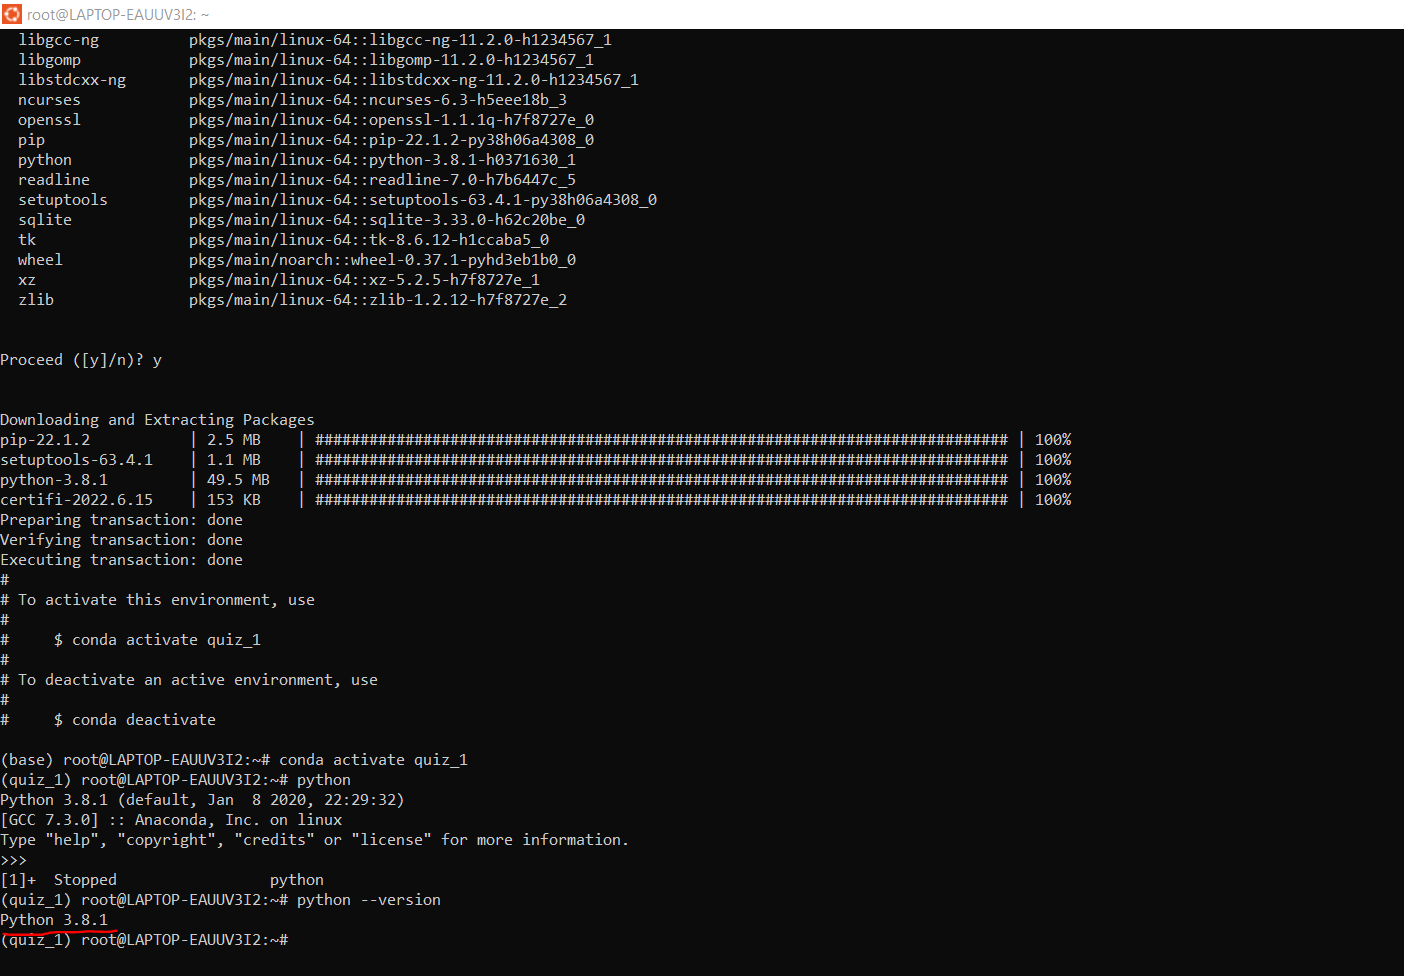 root@LAPTOP-EAUUV3I2: ~
libgcc-ng          pkgs/main/linux-64::libgcc-ng-11.2.0-h1234567_1
libgomp            pkgs/main/linux-64::libgomp-11.2.0-h1234567_1
libstdcxx-ng       pkgs/main/linux-64::libstdcxx-ng-11.2.0-h1234567_1
ncurses            pkgs/main/linux-64::ncurses-6.3-h5eee18b_3
openssl            pkgs/main/linux-64::openssl-1.1.1q-h7f8727e_0
pip                pkgs/main/linux-64::pip-22.1.2-py38h06a4308_0
python             pkgs/main/linux-64::python-3.8.1-h0371630_1
readline           pkgs/main/linux-64::readline-7.0-h7b6447c_5
setuptools         pkgs/main/linux-64::setuptools-63.4.1-py38h06a4308_0
sqlite             pkgs/main/linux-64::sqlite-3.33.0-h62c20be_0
tk                 pkgs/main/linux-64::tk-8.6.12-h1ccaba5_0
wheel              pkgs/main/noarch::wheel-0.37.1-pyhd3eb1b0_0
xz                 pkgs/main/linux-64::xz-5.2.5-h7f8727e_1
zlib               pkgs/main/linux-64::zlib-1.2.12-h7f8727e_2
Proceed ([y]/n)? y
Downloading and Extracting Packages
pip-22.1.2           | 2.5 MB    | ############################################################################# | 100%
setuptools-63.4.1    | 1.1 MB    | ############################################################################# | 100%
python-3.8.1         | 49.5 MB   | ############################################################################# | 100%
certifi-2022.6.15    | 153 KB    | ############################################################################# | 100%
Preparing transaction: done
Verifying transaction: done
Executing transaction: done
#
# To activate this environment, use
#
#     $ conda activate quiz_1
#
# To deactivate an active environment, use
#
#     $ conda deactivate
(base) root@LAPTOP-EAUUV3I2:~# conda activate quiz_1
(quiz_1) root@LAPTOP-EAUUV3I2:~# python
Python 3.8.1 (default, Jan  8 2020, 22:29:32)
[GCC 7.3.0] :: Anaconda, Inc. on linux
Type "help", "copyright", "credits" or "license" for more information.
>>>
[1]+  Stopped                 python
(quiz_1) root@LAPTOP-EAUUV3I2:~# python --version
Python 3.8.1
(quiz_1) root@LAPTOP-EAUUV3I2:~#